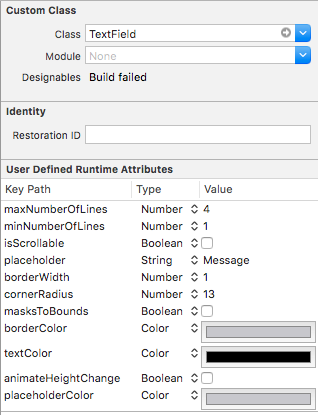 Custom Class
Class TextField
Module None
Designables Build failed
Identity
Restoration ID
User Defined Runtime Attributes
Key Path Type Value
maxNumberOfLines Number 4
minNumberOfLines Number 1
isScrollable Boolean
placeholder String Message
borderWidth Number 1
cornerRadius Number 13
masksToBounds Boolean
borderColor Color
textColor Color
animateHeightChange Boolean
placeholderColor Color